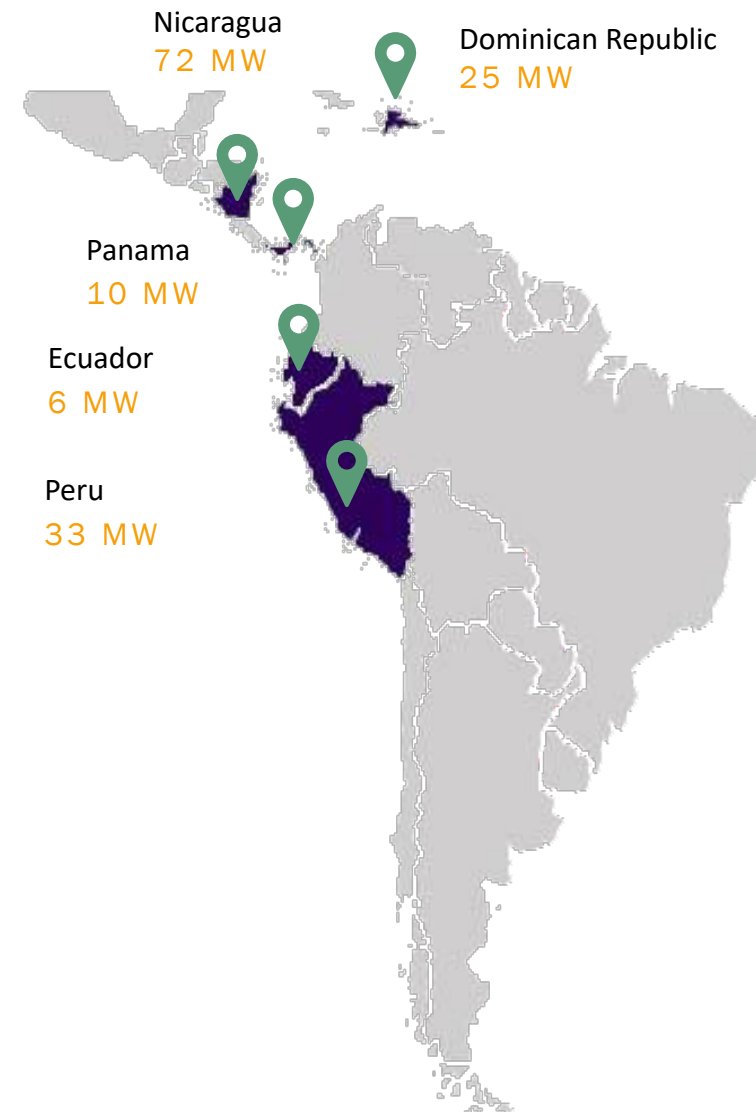 Nicaragua
72 MW
Dominican Republic
25 MW
Panama
10 MW
Ecuador
6 MW
Peru
33 MW